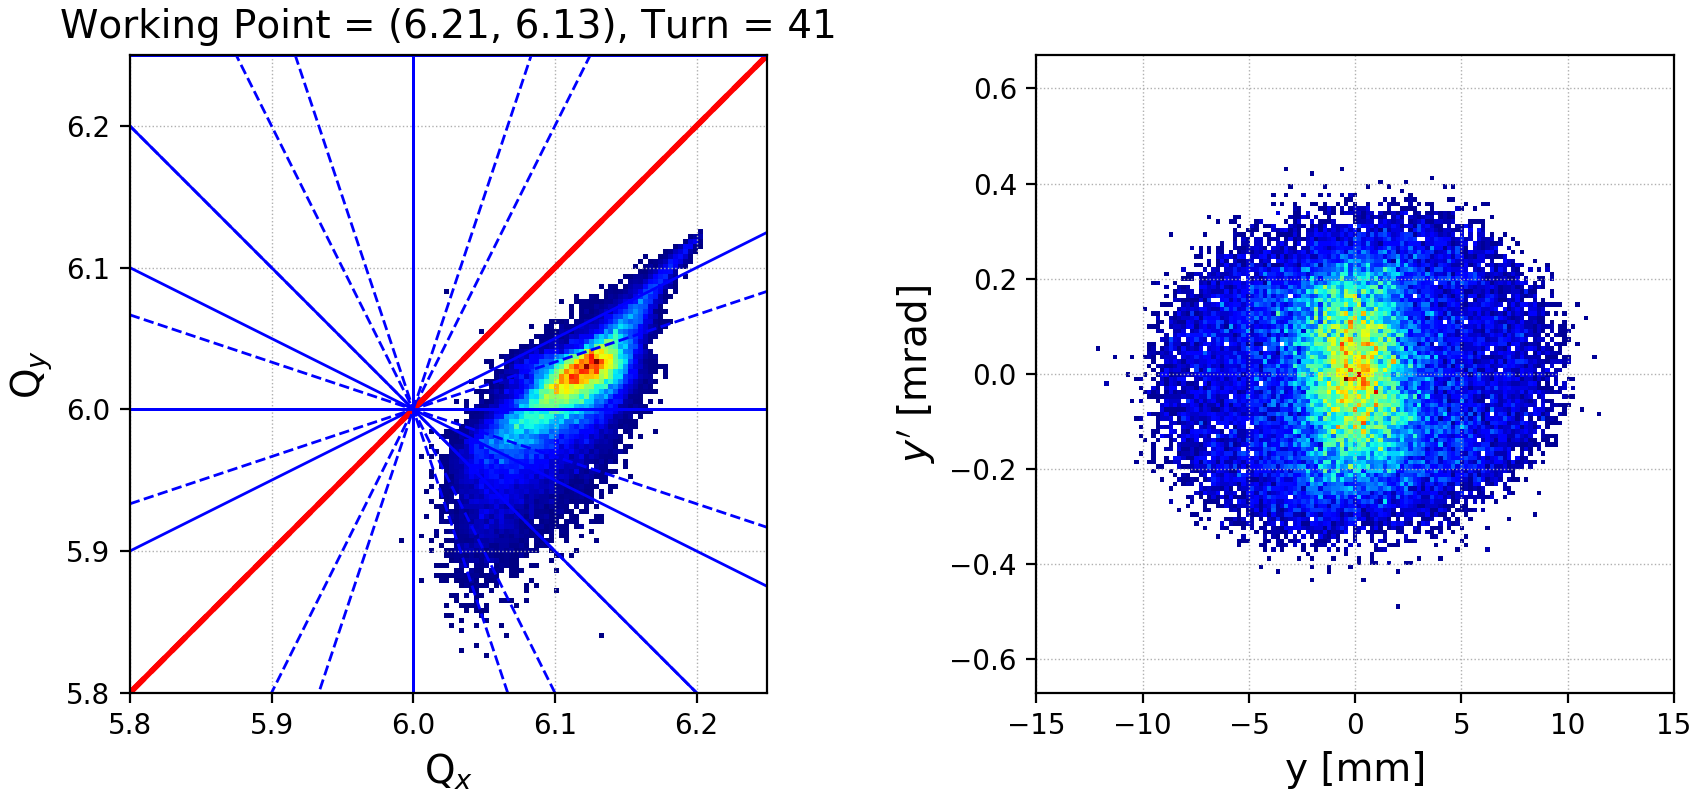 Working Point = (6.21, 6.13), Turn = 41
6.2
6.1
6.0
5.9
5.8
Q_y
5.8 5.9 6.0 6.1 6.2
Q_x
0.6
0.4
0.2
0.0
−0.2
−0.4
−0.6
y′ [mrad]
−15 −10 −5 0 5 10 15
y [mm]